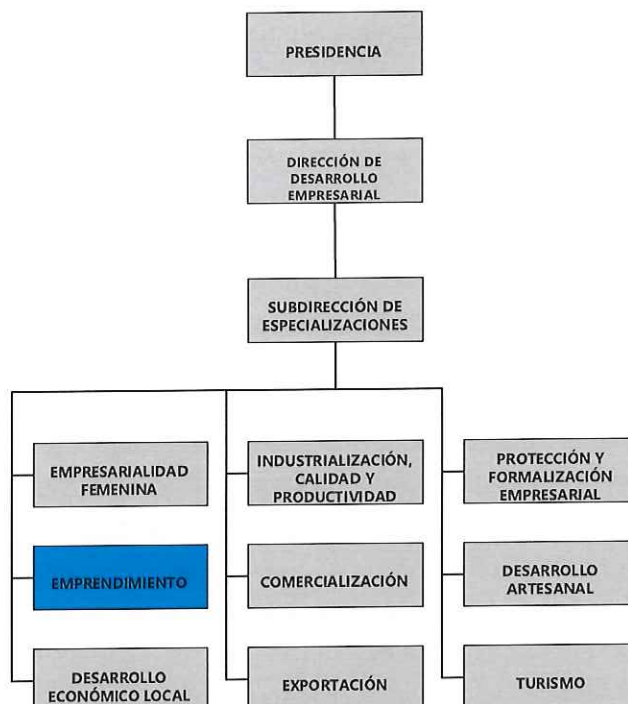 PRESIDENCIA
DIRECCIÓN DE
DESARROLLO
EMPRESARIAL
SUBDIRECCIÓN DE
ESPECIALIZACIONES
EMPRESARIALIDAD
FEMENINA
INDUSTRIALIZACIÓN,
CALIDAD Y
PRODUCTIVIDAD
PROTECCIÓN Y
FORMALIZACIÓN
EMPRESARIAL
EMPRENDIMIENTO
COMERCIALIZACIÓN
DESARROLLO
ARTESANAL
DESARROLLO
ECONÓMICO LOCAL
EXPORTACIÓN
TURISMO